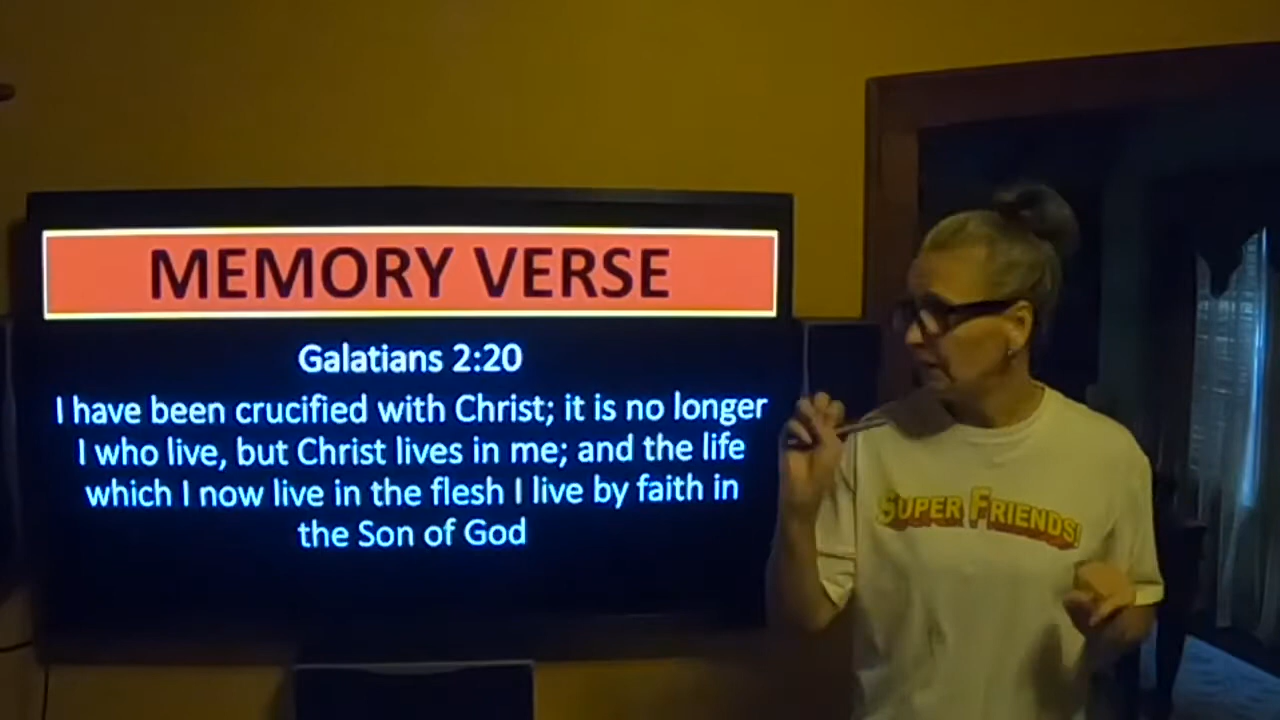 MEMORY VERSE
Galatians 2:20
I have been crucified with Christ; it is no longer
I who live, but Christ lives in me; and the life
which I now live in the flesh I live by faith in
the Son of God
SUPER FRIENDS!